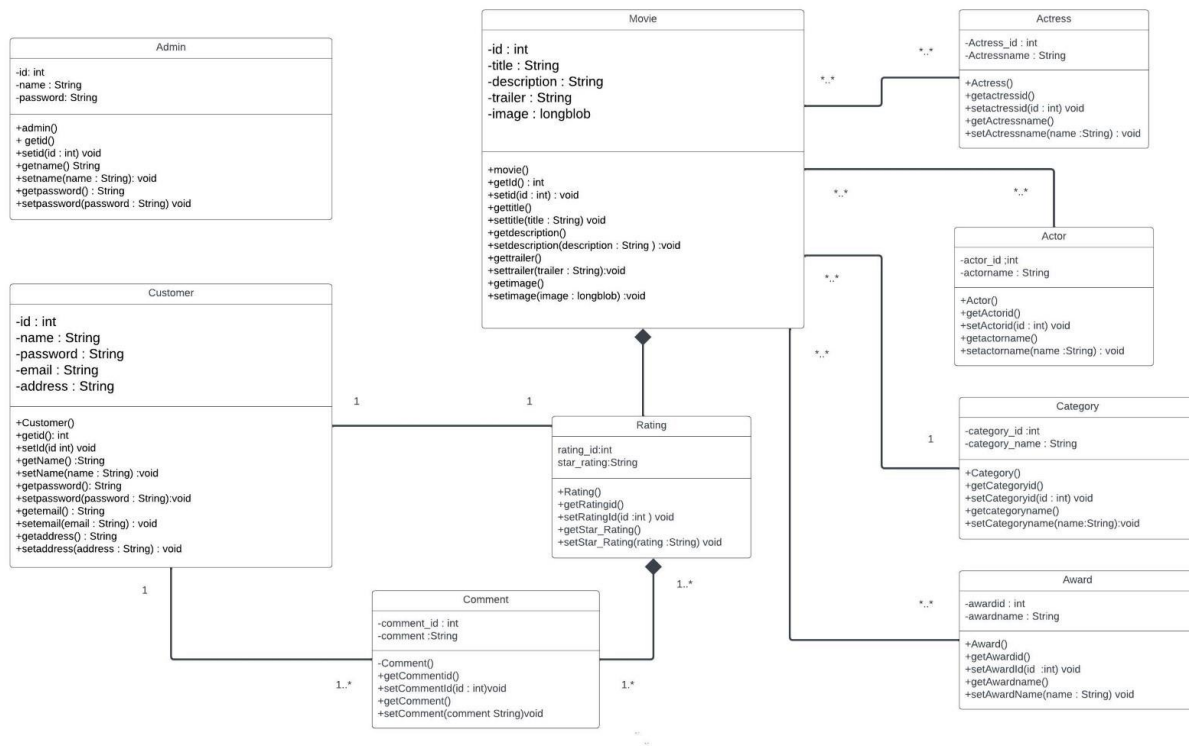 Admin
-id: int
-name : String
-password: String
+admin()
+ getid()
+setid(id : int) void
+getname() String
+setname(name : String): void
+getpassword() : String
+setpassword(password : String) void
Movie
-id : int
-title : String
-description : String
-trailer : String
-image : longblob
+movie()
+getId() : int
+setid(id : int) : void
+gettitle()
+settitle(title : String) void
+getdescription()
+setdescription(description : String ) :void
+gettrailer()
+settrailer(trailer : String):void
+getimage()
+setimage(image : longblob) :void
Actress
-Actress_id : int
-Actressname : String
+Actress()
+getactressid()
+setactressid(id : int) void
+getActressname()
+setActressname(name :String) : void
*..*
*..*
*..*
*..*
Actor
-actor_id ;int
-actorname : String
+Actor()
+getActorid()
+setActorid(id : int) void
+getactorname()
+setactorname(name :String) : void
*..*
*..*
1
Category
-category_id :int
-category_name : String
+Category()
+getCategoryid()
+setCategoryid(id : int) void
+getcategoryname()
+setCategoryname(name:String):void
Customer
-id : int
-name : String
-password : String
-email : String
-address : String
+Customer()
+getid(): int
+setId(id int) void
+getName() :String
+setName(name : String) :void
+getpassword(): String
+setpassword(password : String):void
+getemail() : String
+setemail(email : String) : void
+getaddress() : String
+setaddress(address : String) : void
1
1
Rating
rating_id:int
star_rating:String
+Rating()
+getRatingid()
+setRatingId(id :int ) void
+getStar_Rating()
+setStar_Rating(rating :String) void
1..*
1
Comment
-comment_id : int
-comment :String
-Comment()
+getCommentid()
+setCommentId(id : int)void
+getComment()
+setComment(comment String)void
1..*
1.*
*..*
Award
-awardid : int
-awardname : String
+Award()
+getAwardid()
+setAwardId(id  :int) void
+getAwardname()
+setAwardName(name : String) void